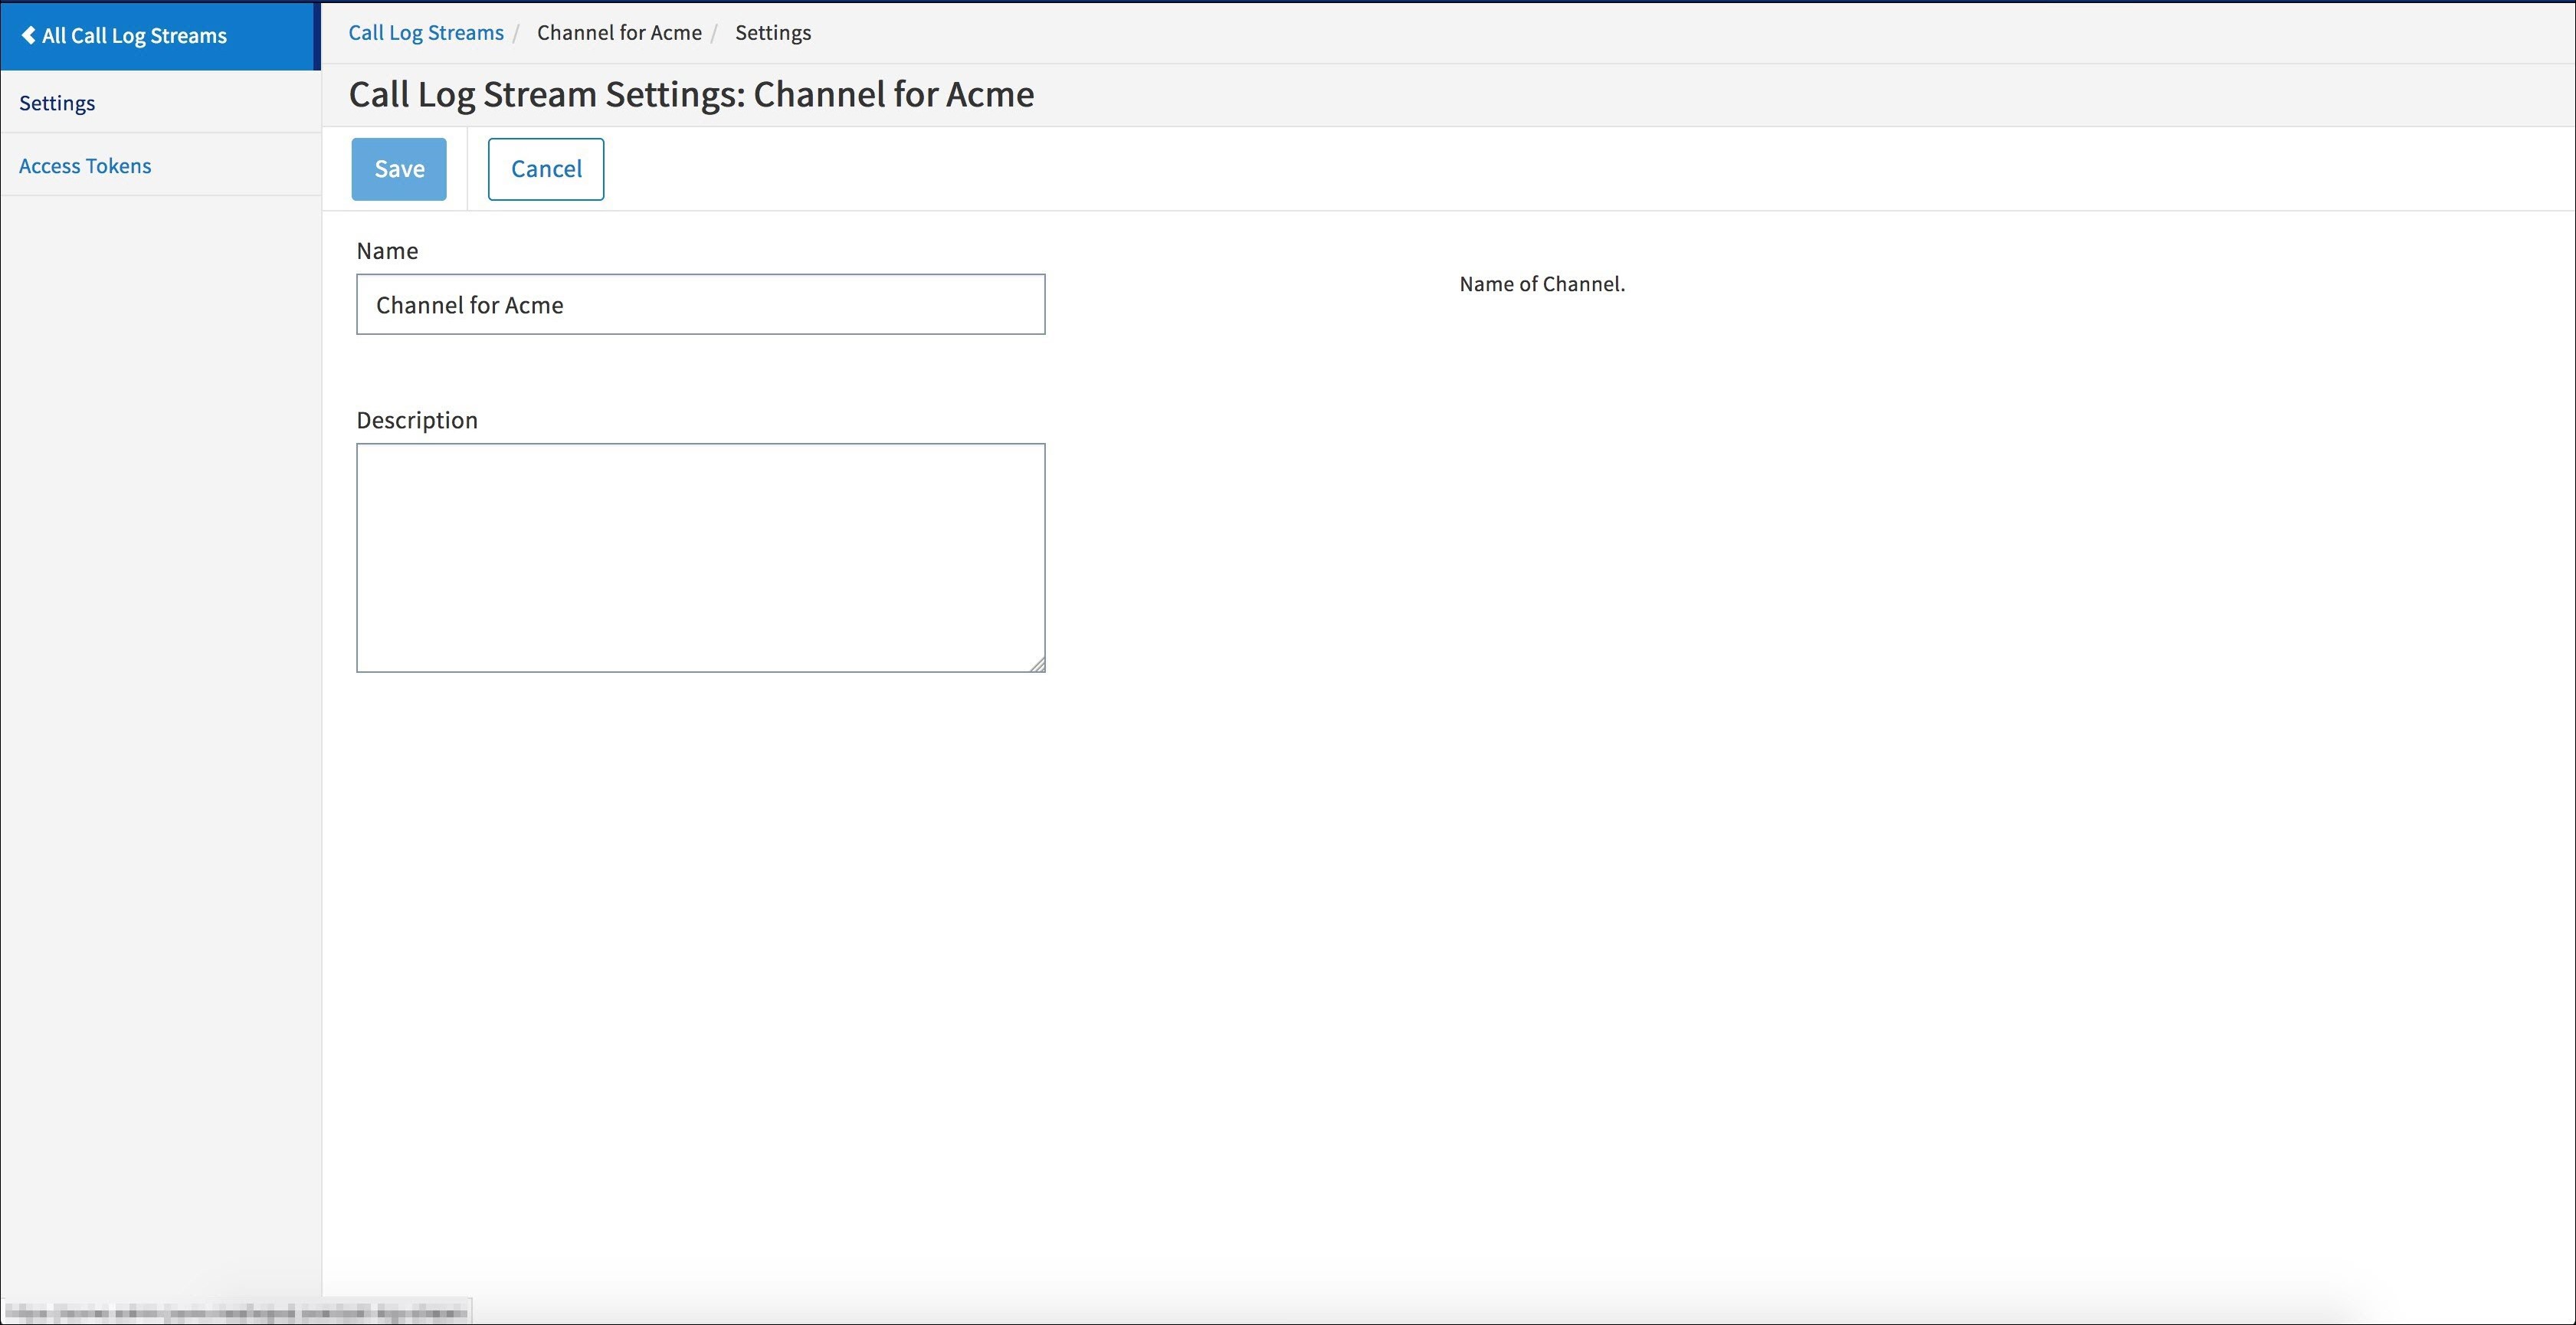 All Call Log Streams
Settings
Access Tokens
Call Log Streams / Channel for Acme / Settings
Call Log Stream Settings: Channel for Acme
Save
Cancel
Name
Channel for Acme
Name of Channel.
Description